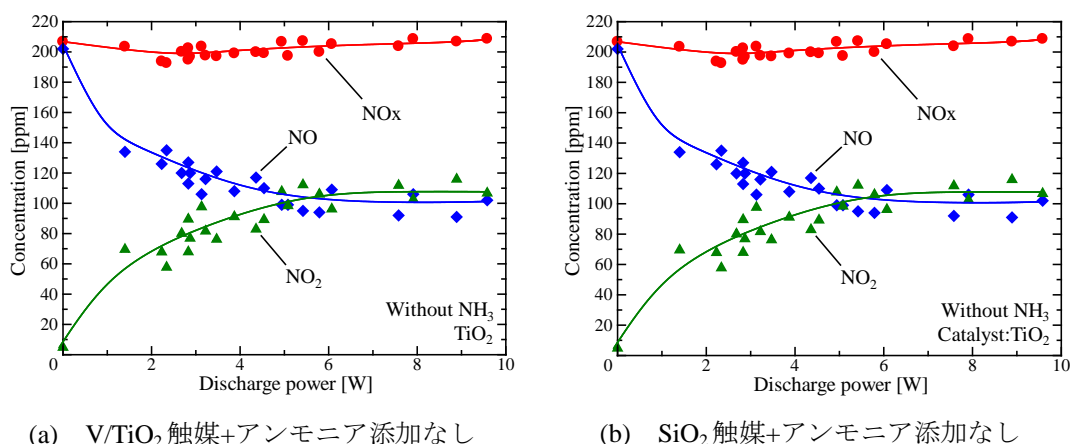 220
200
180
160
140
120
100
80
60
40
20
0
0
2
4
6
8
10
Concentration [ppm]
Discharge power [W]
NOx
NO
NO₂
Without NH₃
TiO₂
(a) V/TiO₂触媒+アンモニア添加なし
220
200
180
160
140
120
100
80
60
40
20
0
0
2
4
6
8
10
Concentration [ppm]
Discharge power [W]
NOx
NO
NO₂
Without NH₃
Catalyst:TiO₂
(b) SiO₂触媒+アンモニア添加なし